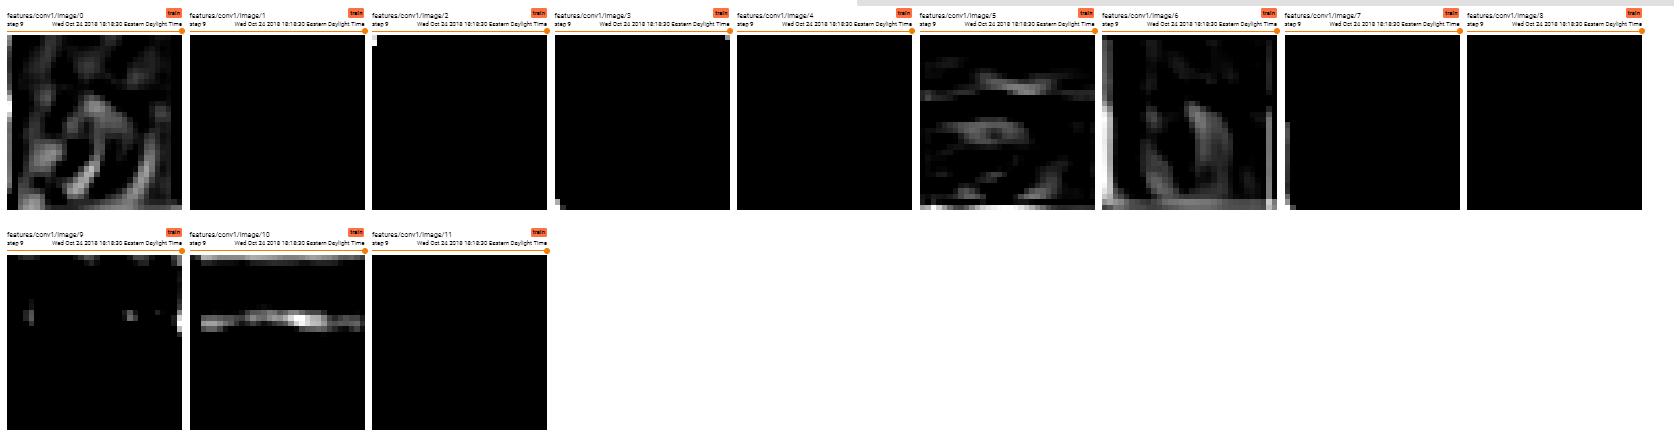 features/conv1/image/0 train
step 9 Wed Oct 24 2018 18:18:30 Eastern Daylight Time
features/conv1/image/1 train
step 9 Wed Oct 24 2018 18:18:30 Eastern Daylight Time
features/conv1/image/2 train
step 9 Wed Oct 24 2018 18:18:30 Eastern Daylight Time
features/conv1/image/3 train
step 9 Wed Oct 24 2018 18:18:30 Eastern Daylight Time
features/conv1/image/4 train
step 9 Wed Oct 24 2018 18:18:30 Eastern Daylight Time
features/conv1/image/5 train
step 9 Wed Oct 24 2018 18:18:30 Eastern Daylight Time
features/conv1/image/6 train
step 9 Wed Oct 24 2018 18:18:30 Eastern Daylight Time
features/conv1/image/7 train
step 9 Wed Oct 24 2018 18:18:30 Eastern Daylight Time
features/conv1/image/8 train
step 9 Wed Oct 24 2018 18:18:30 Eastern Daylight Time
features/conv1/image/9 train
step 9 Wed Oct 24 2018 18:18:30 Eastern Daylight Time
features/conv1/image/10 train
step 9 Wed Oct 24 2018 18:18:30 Eastern Daylight Time
features/conv1/image/11 train
step 9 Wed Oct 24 2018 18:18:30 Eastern Daylight Time